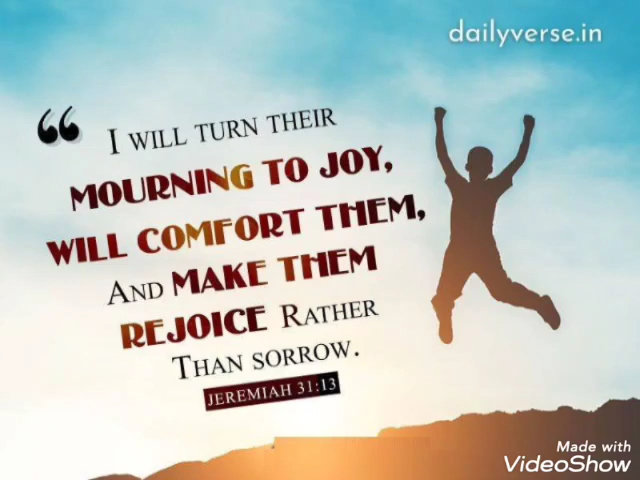 dailyverse.in
“ I WILL TURN THEIR
MOURNING TO JOY,
WILL COMFORT THEM,
AND MAKE THEM
REJOICE RATHER
THAN SORROW.
JEREMIAH 31:13
Made with
VideoShow